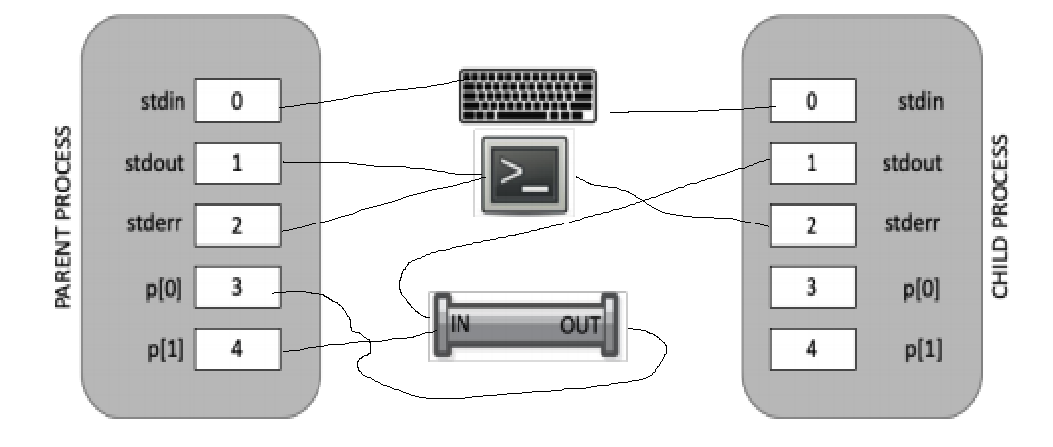 PARENT PROCESS
stdin 0
stdout 1
stderr 2
p[0] 3
p[1] 4
>_
IN OUT
0 stdin
1 stdout
2 stderr
3 p[0]
4 p[1]
CHILD PROCESS